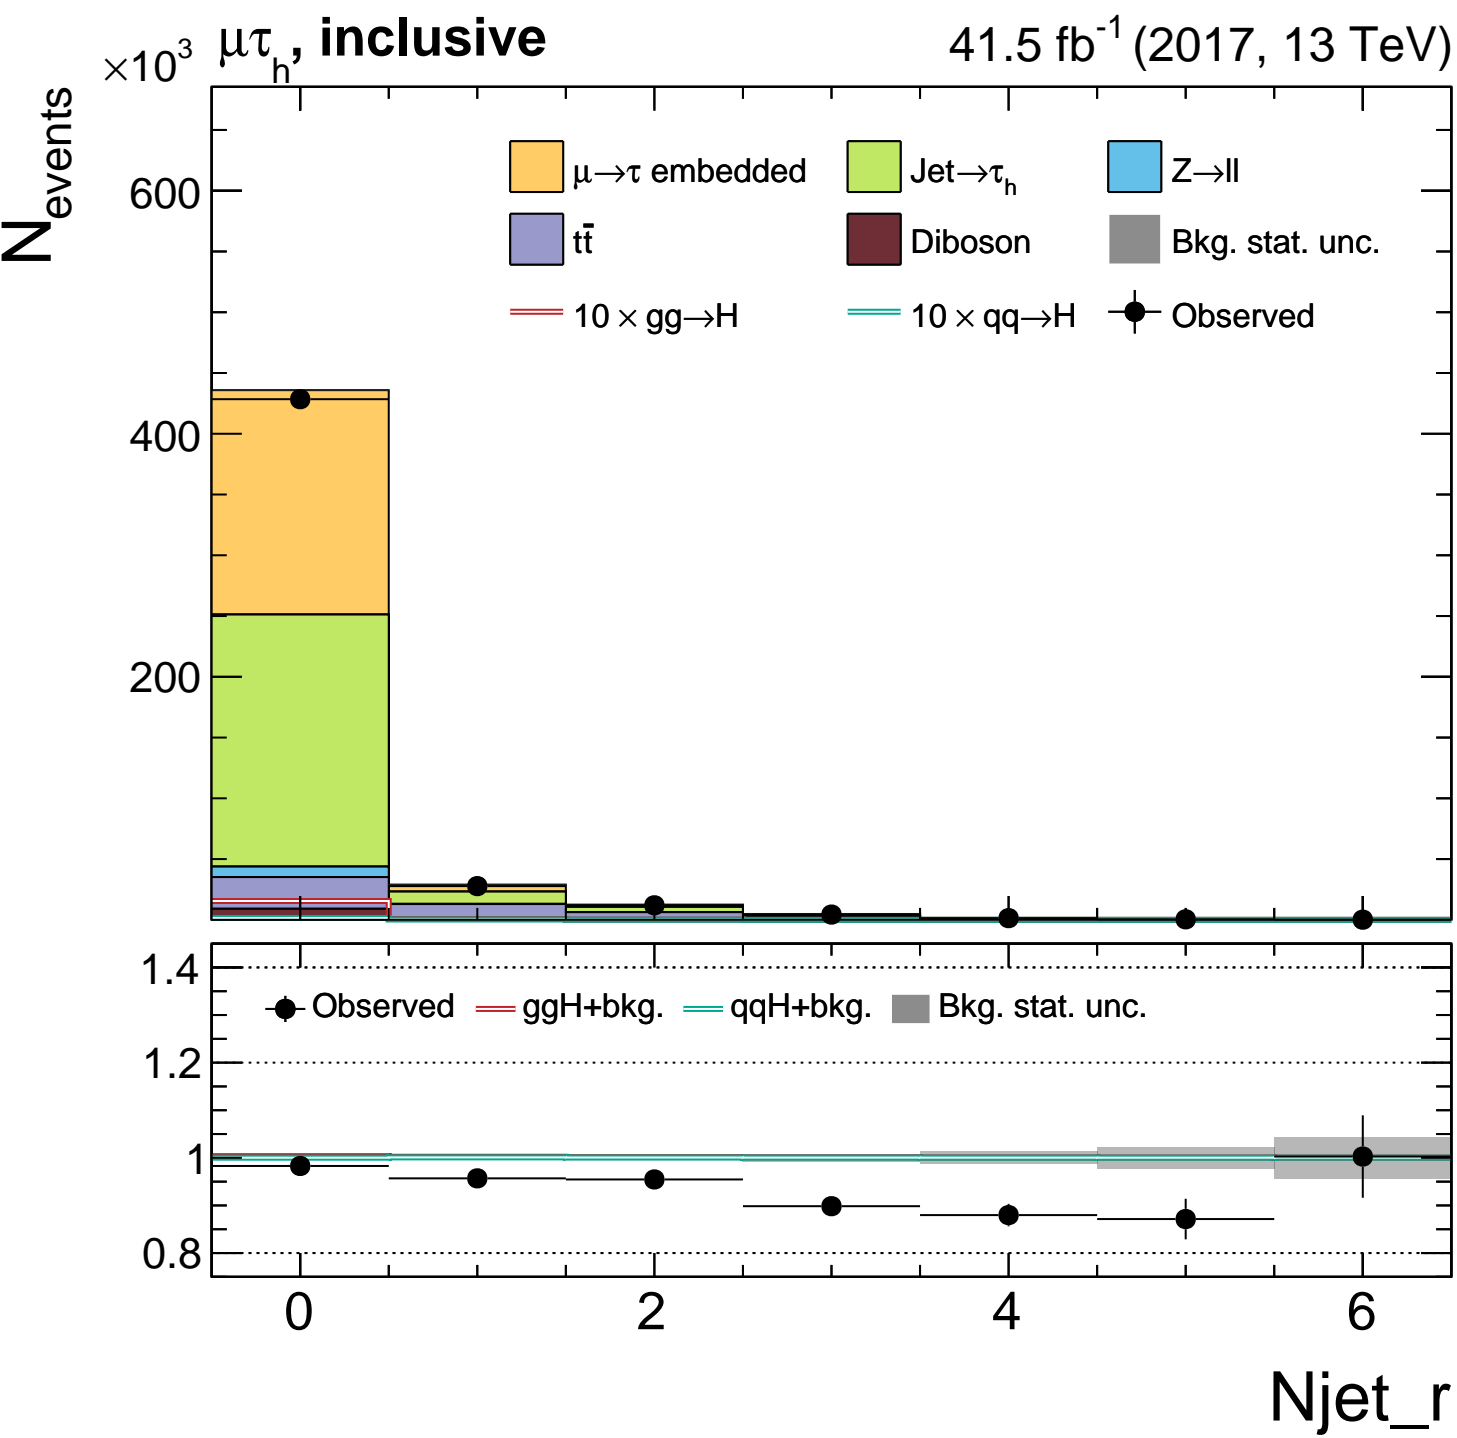 ×10³ μτₕ, inclusive 41.5 fb⁻¹ (2017, 13 TeV)
N_events
600
400
200
μ→τ embedded Jet→τₕ Z→ll
tt̄ Diboson Bkg. stat. unc.
10 × gg→H 10 × qq→H Observed
1.4
1.2
1
0.8
Observed ggH+bkg. qqH+bkg. Bkg. stat. unc.
0 2 4 6
Njet_r